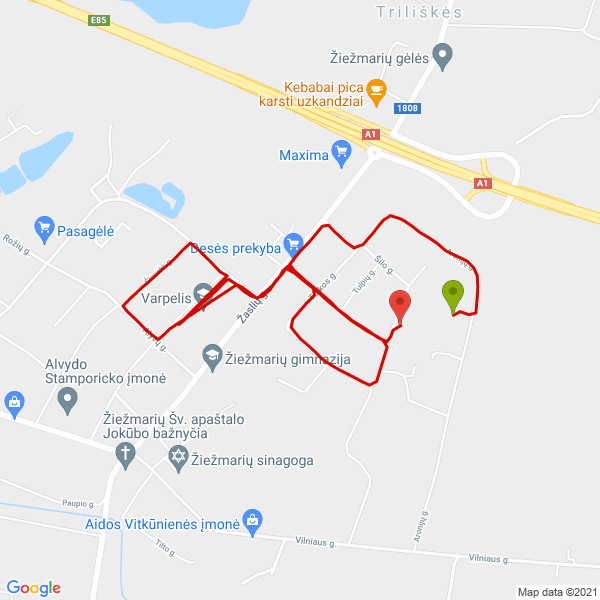 Triliškės
E85
Žiežmarių gėlės
Kebabai pica
karsti uzkandziai
1808
A1
Maxima
A1
Pasagėlė
Rožių g.
Desės prekyba
Šilo g.
Tulpių g.
Varpelis
Žaslių g.
Žiežmarių gimnazija
Alvydo
Stamporicko įmonė
Žiežmarių Šv. apaštalo
Jokūbo bažnyčia
Žiežmarių sinagoga
Paupio g.
Aidos Vitkūnienės įmonė
Aronijų g.
Tilto g.
Vilniaus g.
Vilniaus g.
Google
Map data ©2021